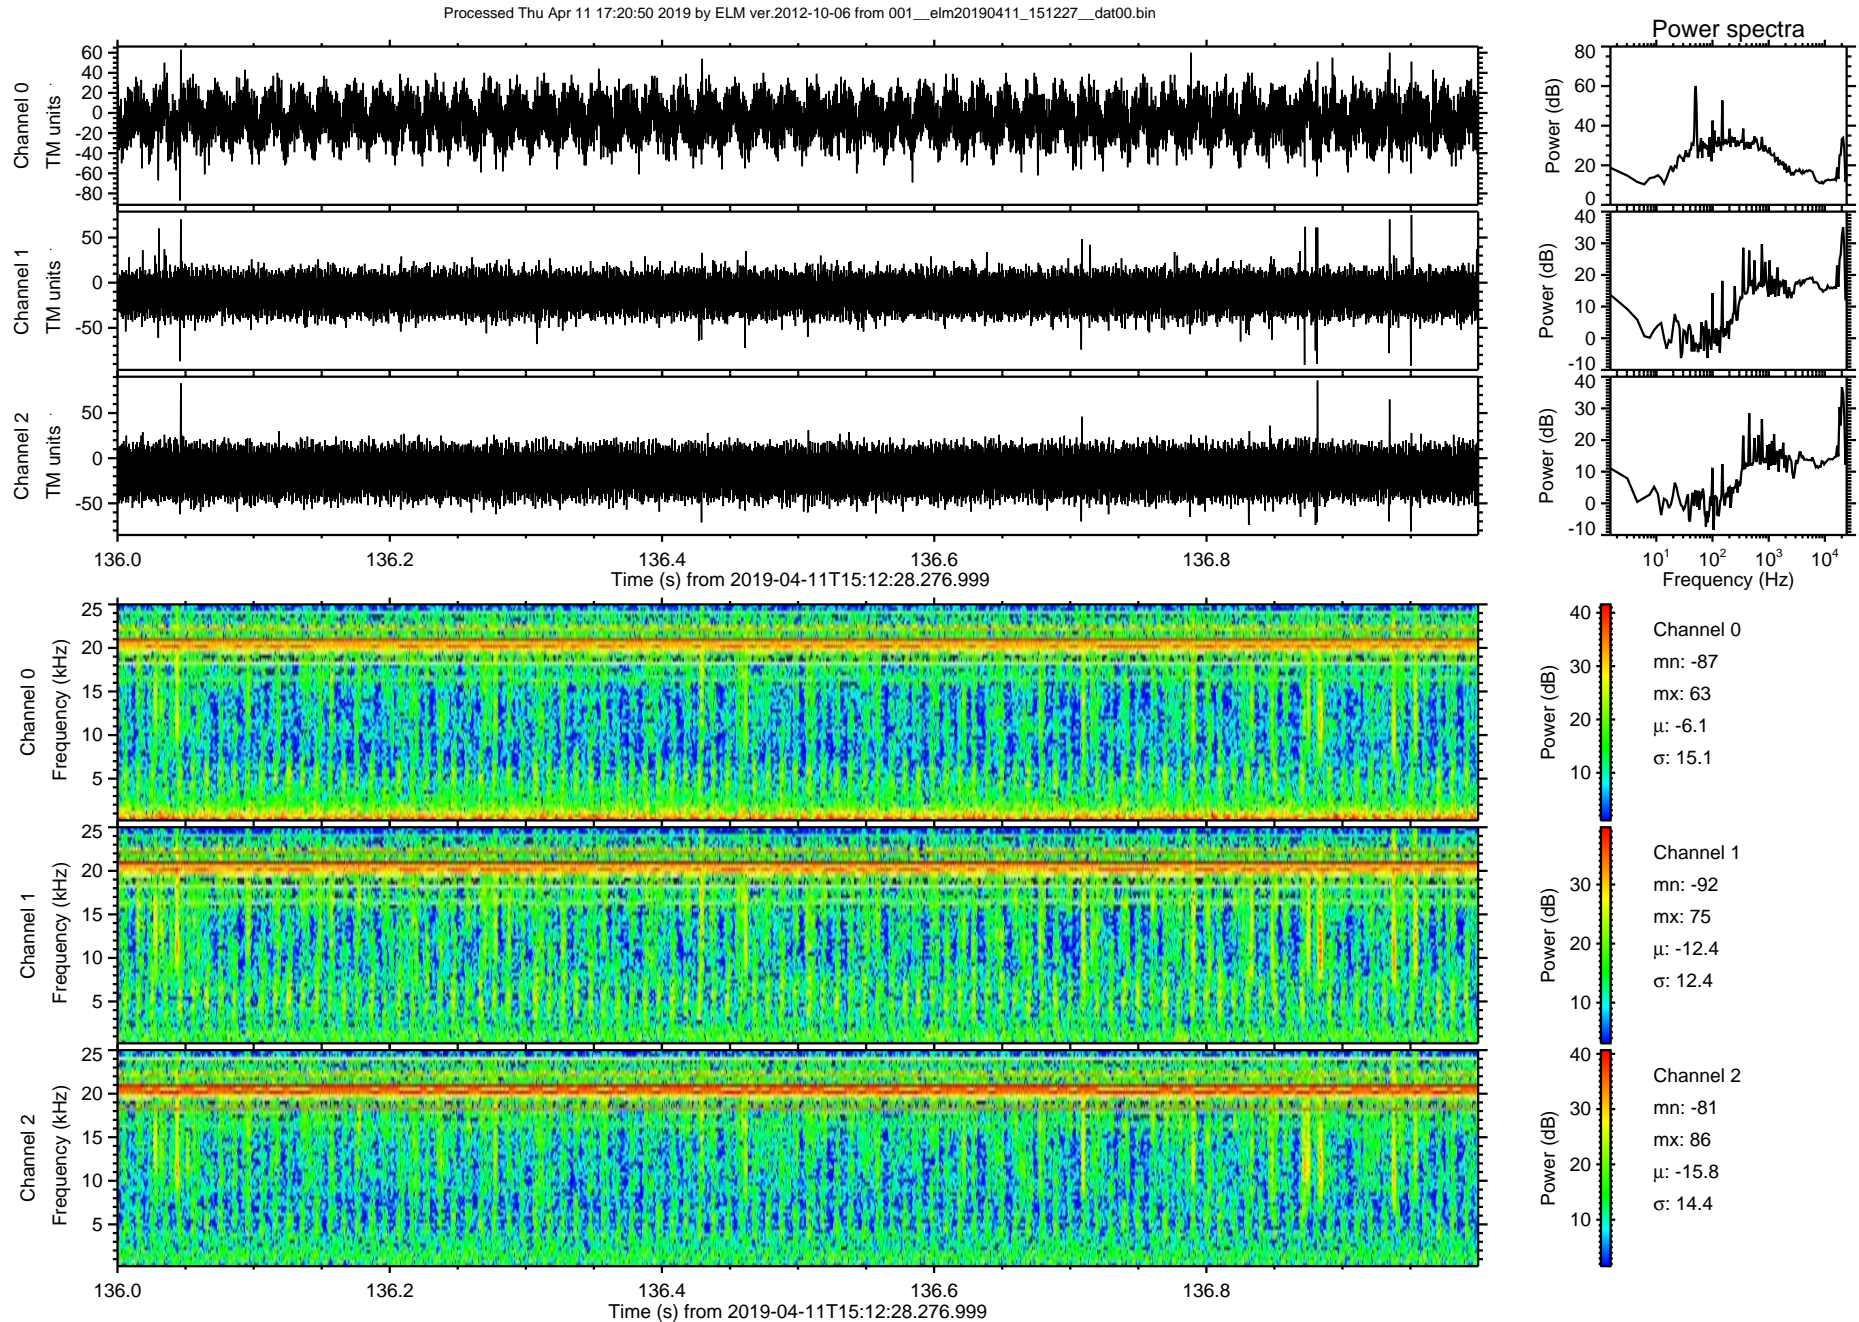 Processed Thu Apr 11 17:20:50 2019 by ELM ver.2012-10-06 from 001__elm20190411_151227__dat00.bin
Power spectra
Channel 0
TM units
60
40
20
0
-20
-40
-60
-80
Power (dB)
80
60
40
20
0
Channel 1
TM units
50
0
-50
Power (dB)
40
30
20
10
0
-10
Channel 2
TM units
50
0
-50
Power (dB)
40
30
20
10
0
-10
136.0 136.2 136.4 136.6 136.8
Time (s) from 2019-04-11T15:12:28.276.999
10¹ 10² 10³ 10⁴
Frequency (Hz)
Channel 0
Frequency (kHz)
25
20
15
10
5
Power (dB)
40
30
20
10
Channel 0
mn: -87
mx: 63
μ: -6.1
σ: 15.1
Channel 1
Frequency (kHz)
25
20
15
10
5
Power (dB)
30
20
10
Channel 1
mn: -92
mx: 75
μ: -12.4
σ: 12.4
Channel 2
Frequency (kHz)
25
20
15
10
5
Power (dB)
40
30
20
10
Channel 2
mn: -81
mx: 86
μ: -15.8
σ: 14.4
136.0 136.2 136.4 136.6 136.8
Time (s) from 2019-04-11T15:12:28.276.999